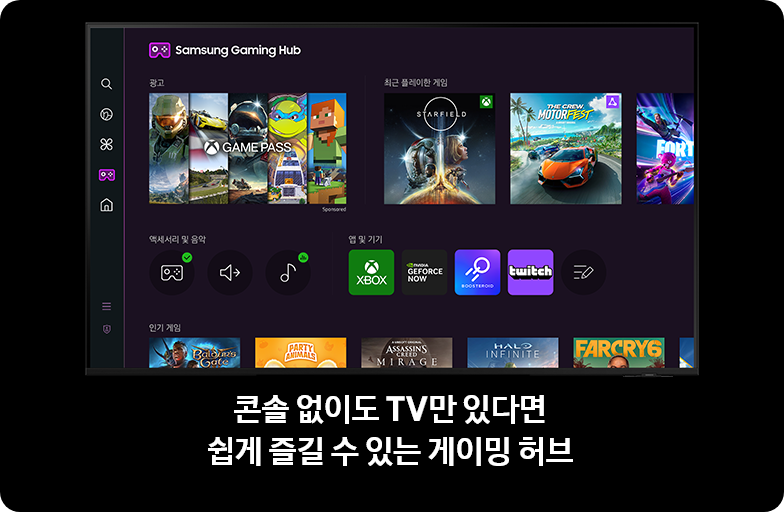 Samsung Gaming Hub
광고
최근 플레이한 게임
XBOX GAME PASS
STARFIELD
THE CREW
MOTORFEST
FORT
Sponsored
액세서리 및 음악
앱 및 기기
XBOX
NVIDIA
GEFORCE
NOW
BOOSTEROID
twitch
인기 게임
BALDUR'S
GATE
PARTY
ANIMALS
ASSASSIN'S
CREED
MIRAGE
HALO
INFINITE
FARCRY6
콘솔 없이도 TV만 있다면
쉽게 즐길 수 있는 게이밍 허브